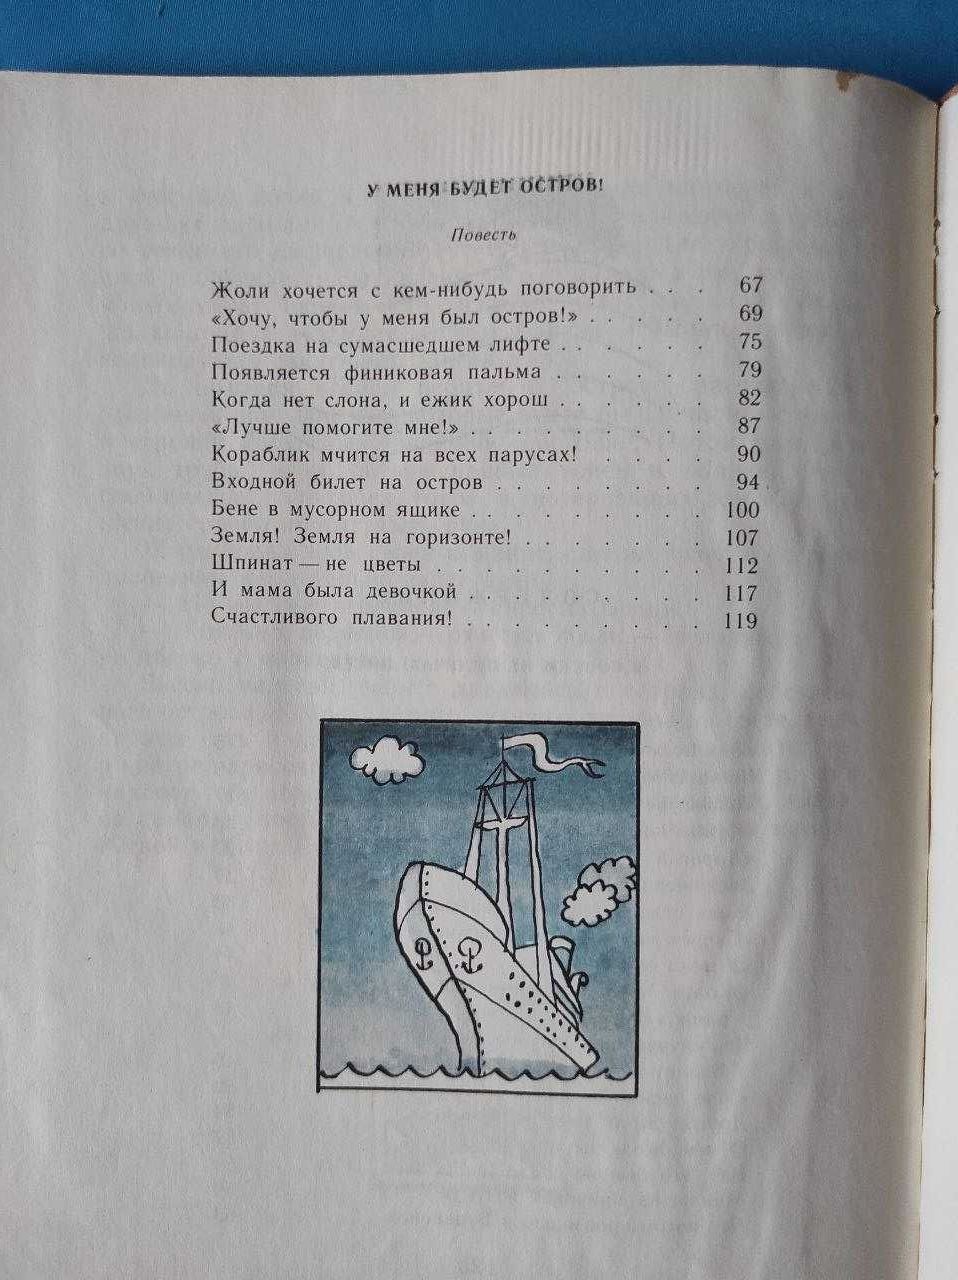 У МЕНЯ БУДЕТ ОСТРОВ!
Повесть
Жоли хочется с кем-нибудь поговорить . . . 67
«Хочу, чтобы у меня был остров!» . . . . . 69
Поездка на сумасшедшем лифте . . . . . . 75
Появляется финиковая пальма . . . . . . 79
Когда нет слона, и ежик хорош . . . . . . 82
«Лучше помогите мне!» . . . . . . . . . 87
Кораблик мчится на всех парусах! . . . . 90
Входной билет на остров . . . . . . . . 94
Бене в мусорном ящике . . . . . . . . . 100
Земля! Земля на горизонте! . . . . . . . 107
Шпинат — не цветы . . . . . . . . . . 112
И мама была девочкой . . . . . . . . . 117
Счастливого плавания! . . . . . . . . . 119